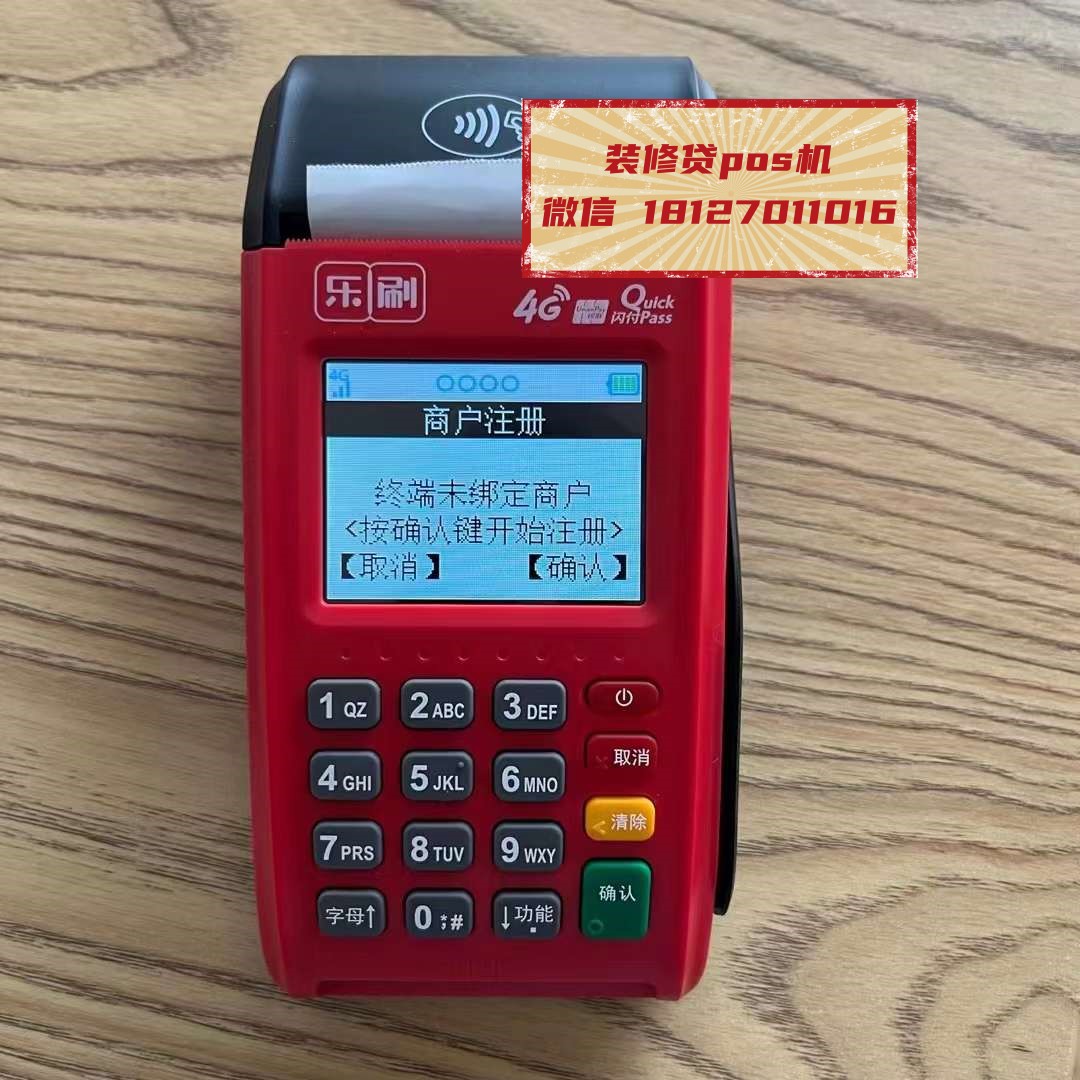 装修贷pos机
微信 18127011016
乐刷
4G
Quick
闪付Pass
4G
商户注册
终端未绑定商户
<按确认键开始注册>
【取消】 【确认】
1 QZ 2 ABC 3 DEF
取消
4 GHI 5 JKL 6 MNO
清除
7 PRS 8 TUV 9 WXY
确认
字母↑ 0 ;# ↓功能